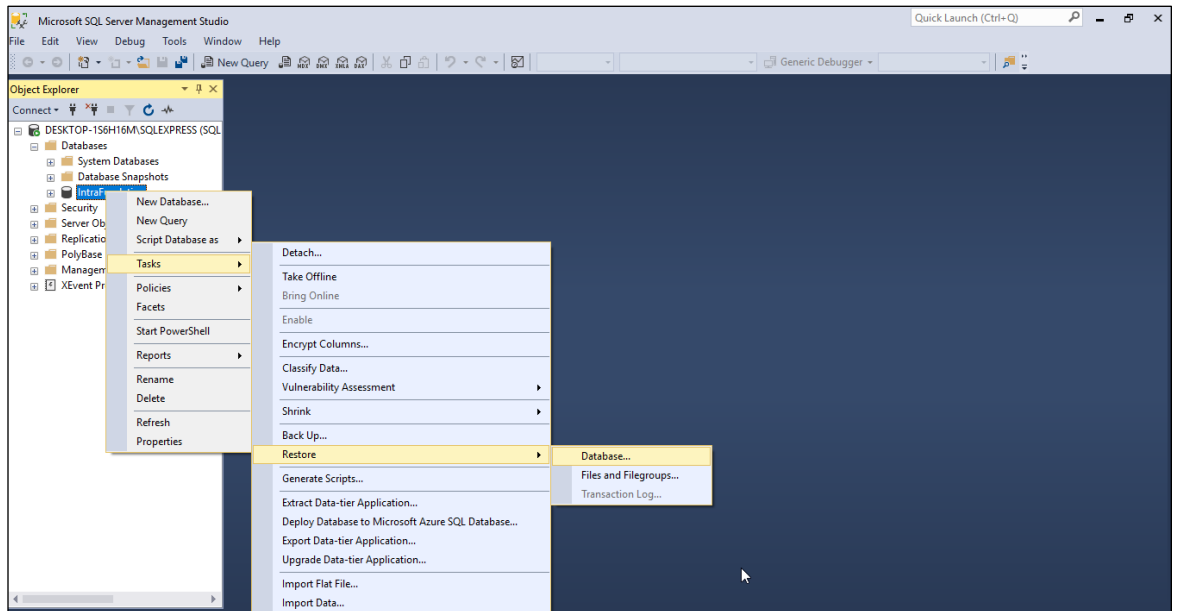 Microsoft SQL Server Management Studio
Quick Launch (Ctrl+Q)
File Edit View Debug Tools Window Help
New Query
MDX DMX XMLA DAX
Generic Debugger
Object Explorer
Connect
DESKTOP-1S6H16M\SQLEXPRESS (SQL
Databases
System Databases
Database Snapshots
Security
Server Ob
Replicatio
PolyBase
Managem
XEvent Pr
New Database...
New Query
Script Database as
Tasks
Policies
Facets
Start PowerShell
Reports
Rename
Delete
Refresh
Properties
Detach...
Take Offline
Bring Online
Enable
Encrypt Columns...
Classify Data...
Vulnerability Assessment
Shrink
Back Up...
Restore
Generate Scripts...
Extract Data-tier Application...
Deploy Database to Microsoft Azure SQL Database...
Export Data-tier Application...
Upgrade Data-tier Application...
Import Flat File...
Import Data...
Database...
Files and Filegroups...
Transaction Log...